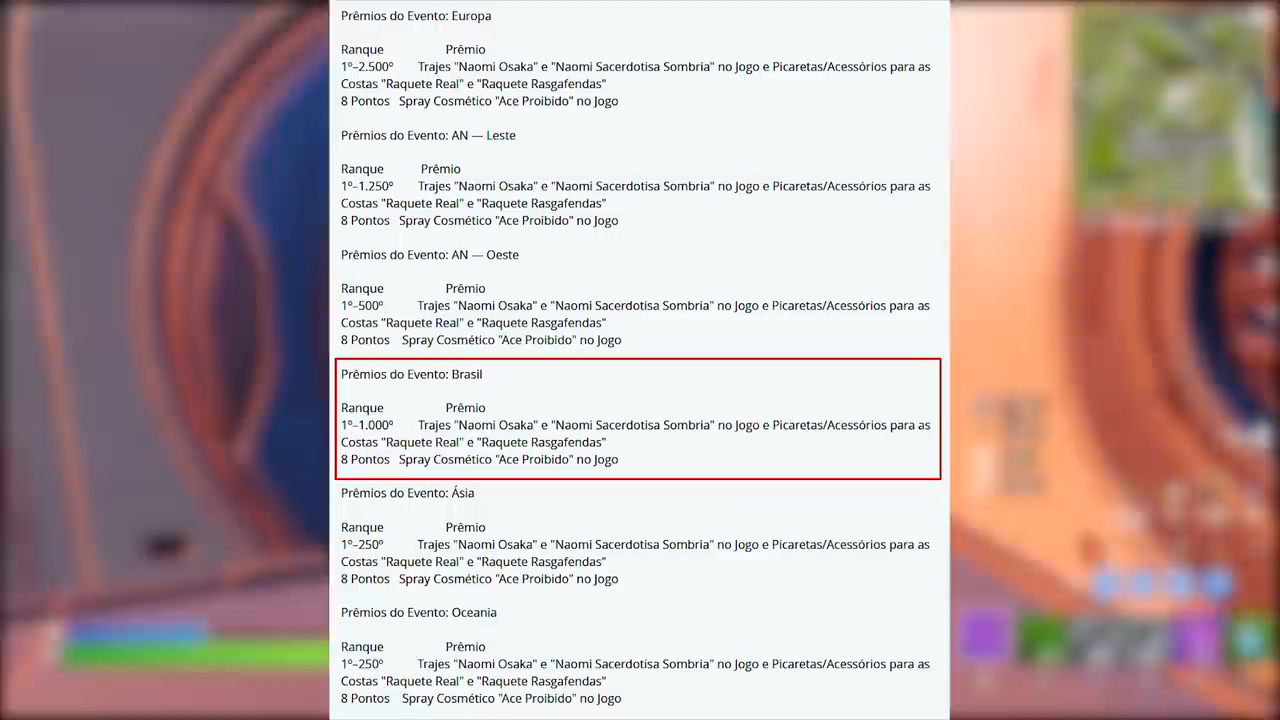 Prêmios do Evento: Europa
Ranque Prêmio
1º–2.500º Trajes "Naomi Osaka" e "Naomi Sacerdotisa Sombria" no Jogo e Picaretas/Acessórios para as
Costas "Raquete Real" e "Raquete Rasgafendas"
8 Pontos Spray Cosmético "Ace Proibido" no Jogo
Prêmios do Evento: AN — Leste
Ranque Prêmio
1º–1.250º Trajes "Naomi Osaka" e "Naomi Sacerdotisa Sombria" no Jogo e Picaretas/Acessórios para as
Costas "Raquete Real" e "Raquete Rasgafendas"
8 Pontos Spray Cosmético "Ace Proibido" no Jogo
Prêmios do Evento: AN — Oeste
Ranque Prêmio
1º–500º Trajes "Naomi Osaka" e "Naomi Sacerdotisa Sombria" no Jogo e Picaretas/Acessórios para as
Costas "Raquete Real" e "Raquete Rasgafendas"
8 Pontos Spray Cosmético "Ace Proibido" no Jogo
Prêmios do Evento: Brasil
Ranque Prêmio
1º–1.000º Trajes "Naomi Osaka" e "Naomi Sacerdotisa Sombria" no Jogo e Picaretas/Acessórios para as
Costas "Raquete Real" e "Raquete Rasgafendas"
8 Pontos Spray Cosmético "Ace Proibido" no Jogo
Prêmios do Evento: Ásia
Ranque Prêmio
1º–250º Trajes "Naomi Osaka" e "Naomi Sacerdotisa Sombria" no Jogo e Picaretas/Acessórios para as
Costas "Raquete Real" e "Raquete Rasgafendas"
8 Pontos Spray Cosmético "Ace Proibido" no Jogo
Prêmios do Evento: Oceania
Ranque Prêmio
1º–250º Trajes "Naomi Osaka" e "Naomi Sacerdotisa Sombria" no Jogo e Picaretas/Acessórios para as
Costas "Raquete Real" e "Raquete Rasgafendas"
8 Pontos Spray Cosmético "Ace Proibido" no Jogo